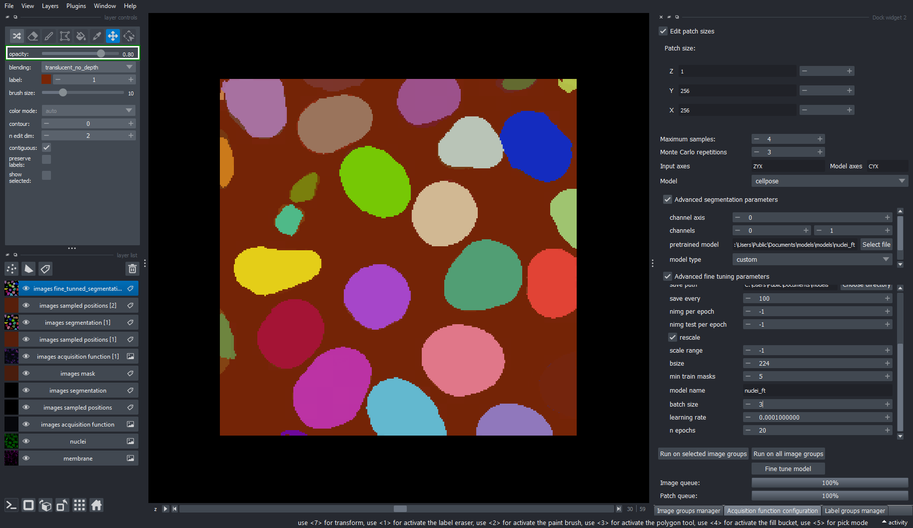 File View Layers Plugins Window Help
layer controls
Dock widget 2
opacity: 0.80
blending: translucent_no_depth
label: 1
brush size: 10
color mode: auto
contour: 0
n edit dim: 2
contiguous:
preserve
labels:
show
selected:
layer list
images fine_tunned_segmentati...
images sampled positions [2]
images segmentation [1]
images sampled positions [1]
images acquisition function [1]
images mask
images segmentation
images sampled positions
images acquisition function
nuclei
membrane
z 30 59
Edit patch sizes
Patch size:
Z 1
Y 256
X 256
Maximum samples: 4
Monte Carlo repetitions 3
Input axes ZYX Model axes CYX
Model cellpose
Advanced segmentation parameters
channel axis 0
channels 0 1
pretrained model :\Users\Public\Documents\models\models\nuclei_ft Select file
model type custom
Advanced fine tuning parameters
save path C:\Users\Public\Documents\models Choose directory
save every 100
nimg per epoch -1
nimg test per epoch -1
rescale
scale range -1
bsize 224
min train masks 5
model name nudei_ft
batch size 3
learning rate 0.0001000000
n epochs 20
Run on selected image groups Run on all image groups
Fine tune model
Image queue: 100%
Patch queue: 100%
Image groups manager Acquisition function configuration Label groups manager
use <7> for transform, use <1> for activate the label eraser, use <2> for activate the paint brush, use <3> for activate the polygon tool, use <4> for activate the fill bucket, use <5> for pick mode activity